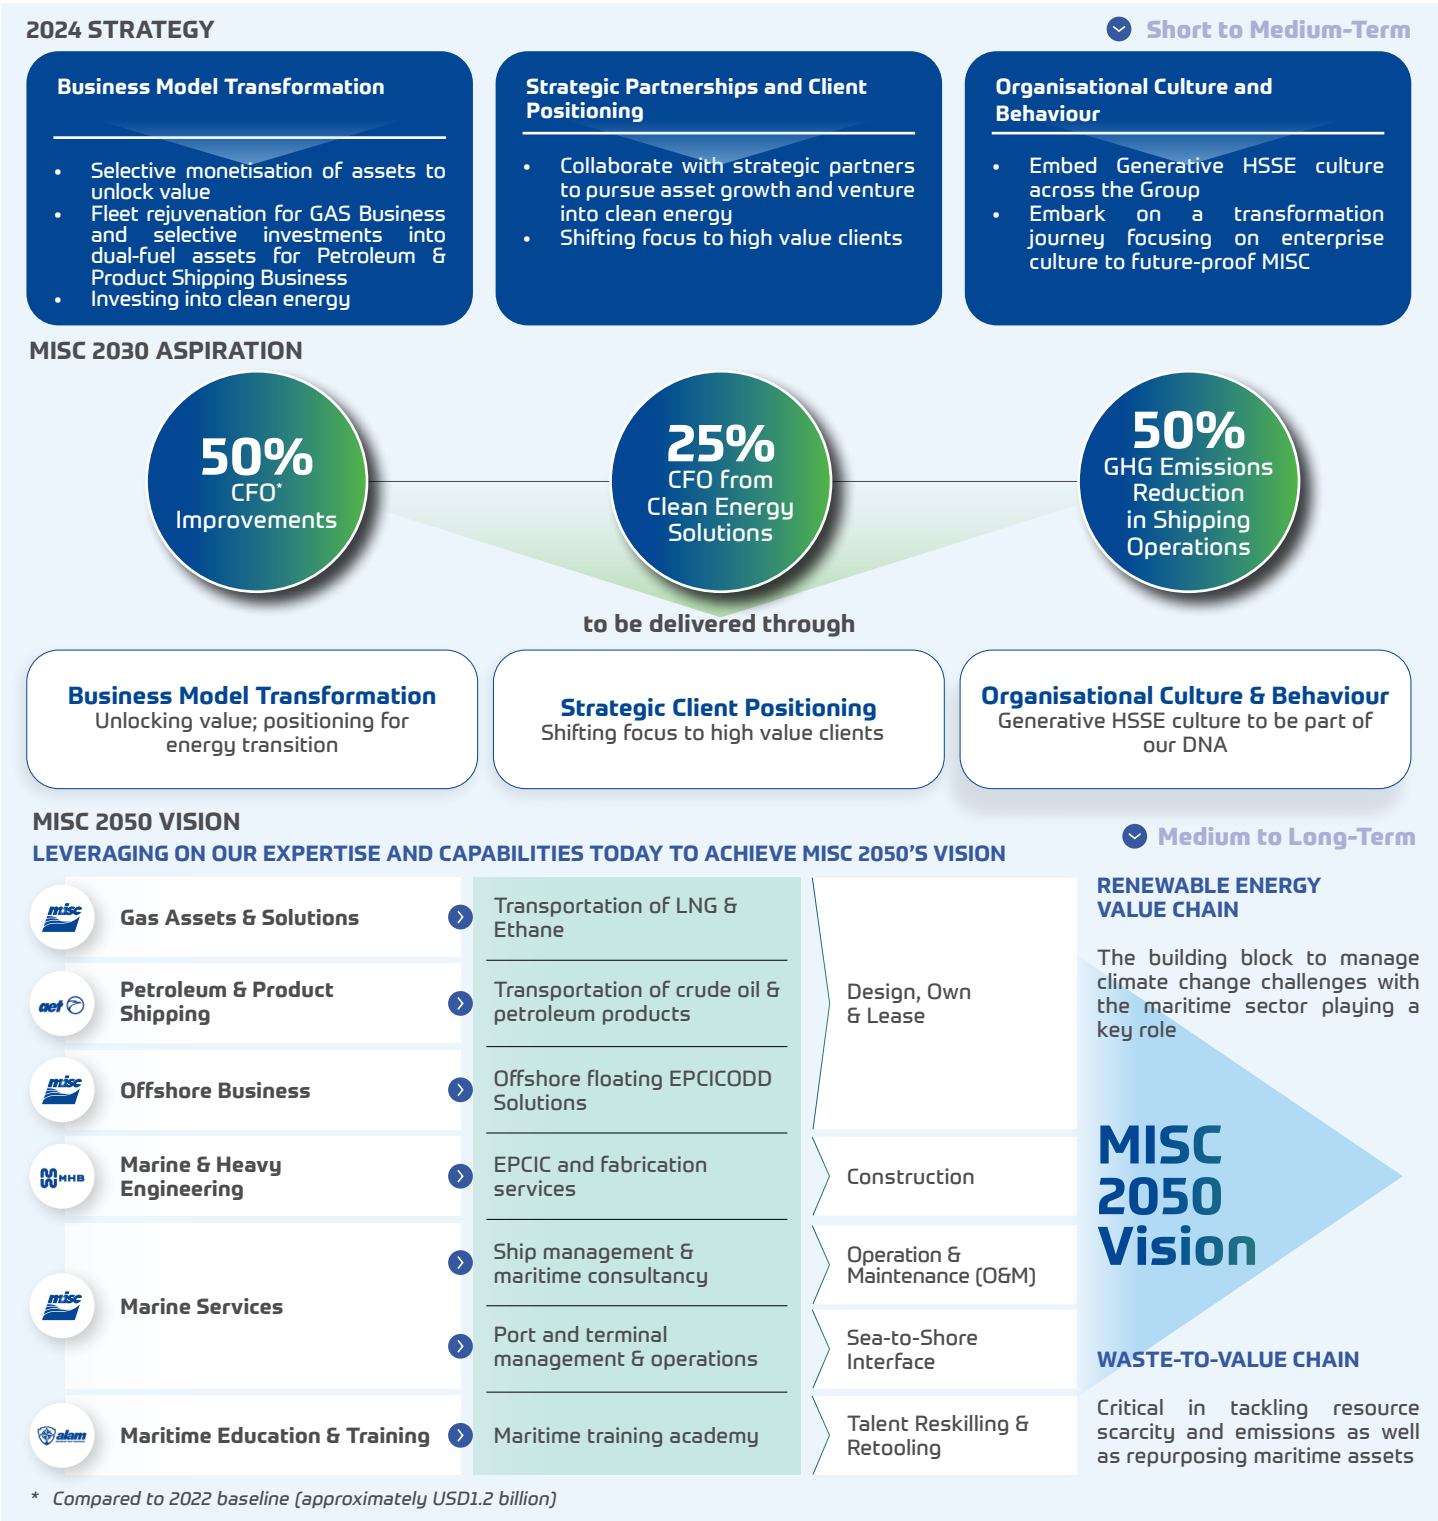 2024 STRATEGY
Short to Medium-Term
Business Model Transformation
• Selective monetisation of assets to
unlock value
• Fleet rejuvenation for GAS Business
and selective investments into
dual-fuel assets for Petroleum &
Product Shipping Business
• Investing into clean energy
Strategic Partnerships and Client
Positioning
• Collaborate with strategic partners
to pursue asset growth and venture
into clean energy
• Shifting focus to high value clients
Organisational Culture and
Behaviour
• Embed Generative HSSE culture
across the Group
• Embark on a transformation
journey focusing on enterprise
culture to future-proof MISC
MISC 2030 ASPIRATION
50%
CFO*
Improvements
25%
CFO from
Clean Energy
Solutions
50%
GHG Emissions
Reduction
in Shipping
Operations
to be delivered through
Business Model Transformation
Unlocking value; positioning for
energy transition
Strategic Client Positioning
Shifting focus to high value clients
Organisational Culture & Behaviour
Generative HSSE culture to be part of
our DNA
MISC 2050 VISION
Medium to Long-Term
LEVERAGING ON OUR EXPERTISE AND CAPABILITIES TODAY TO ACHIEVE MISC 2050'S VISION
misc
Gas Assets & Solutions
Transportation of LNG &
Ethane
aet
Petroleum & Product
Shipping
Transportation of crude oil &
petroleum products
misc
Offshore Business
Offshore floating EPCICODD
Solutions
Design, Own
& Lease
MHB
Marine & Heavy
Engineering
EPCIC and fabrication
services
Construction
misc
Marine Services
Ship management &
maritime consultancy
Operation &
Maintenance (O&M)
Port and terminal
management & operations
Sea-to-Shore
Interface
alam
Maritime Education & Training
Maritime training academy
Talent Reskilling &
Retooling
RENEWABLE ENERGY
VALUE CHAIN
The building block to manage
climate change challenges with
the maritime sector playing a
key role
MISC
2050
Vision
WASTE-TO-VALUE CHAIN
Critical in tackling resource
scarcity and emissions as well
as repurposing maritime assets
* Compared to 2022 baseline (approximately USD1.2 billion)